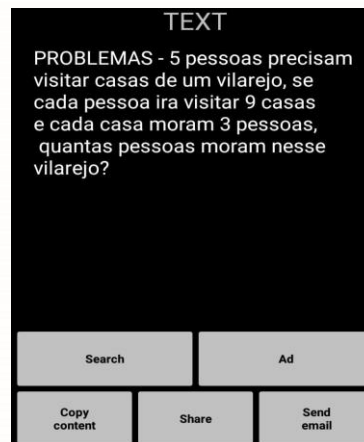 TEXT
PROBLEMAS - 5 pessoas precisam
visitar casas de um vilarejo, se
cada pessoa ira visitar 9 casas
e cada casa moram 3 pessoas,
quantas pessoas moram nesse
vilarejo?
Search
Ad
Copy
content
Share
Send
email